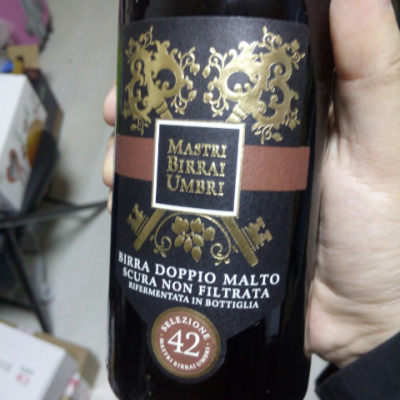 MASTRI
BIRRAI
UMBRI
BIRRA DOPPIO MALTO
SCURA NON FILTRATA
RIFERMENTATA IN BOTTIGLIA
SELEZIONE
42
MASTRI BIRRAI UMBRI